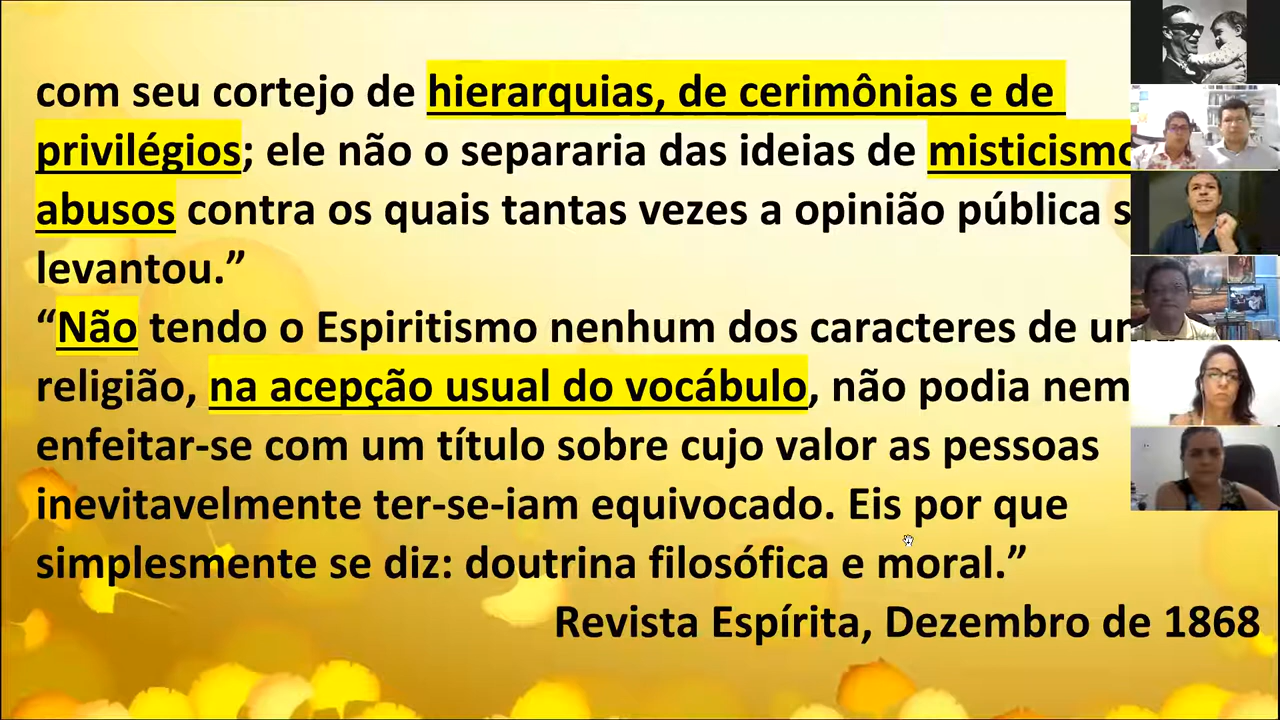 com seu cortejo de hierarquias, de cerimônias e de
privilégios; ele não o separaria das ideias de misticismo
abusos contra os quais tantas vezes a opinião pública
levantou.”
“Não tendo o Espiritismo nenhum dos caracteres de uma
religião, na acepção usual do vocábulo, não podia nem
enfeitar-se com um título sobre cujo valor as pessoas
inevitavelmente ter-se-iam equivocado. Eis por que
simplesmente se diz: doutrina filosófica e moral.”
Revista Espírita, Dezembro de 1868